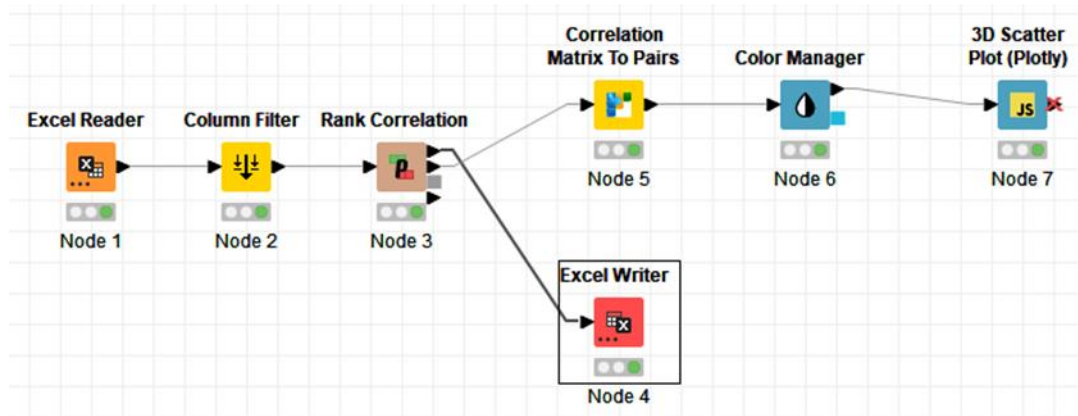 Correlation
Matrix To Pairs
Color Manager
3D Scatter
Plot (Plotly)
Excel Reader
Column Filter
Rank Correlation
X
ρ
JS
Node 5
Node 6
Node 7
Node 1
Node 2
Node 3
Excel Writer
X
Node 4